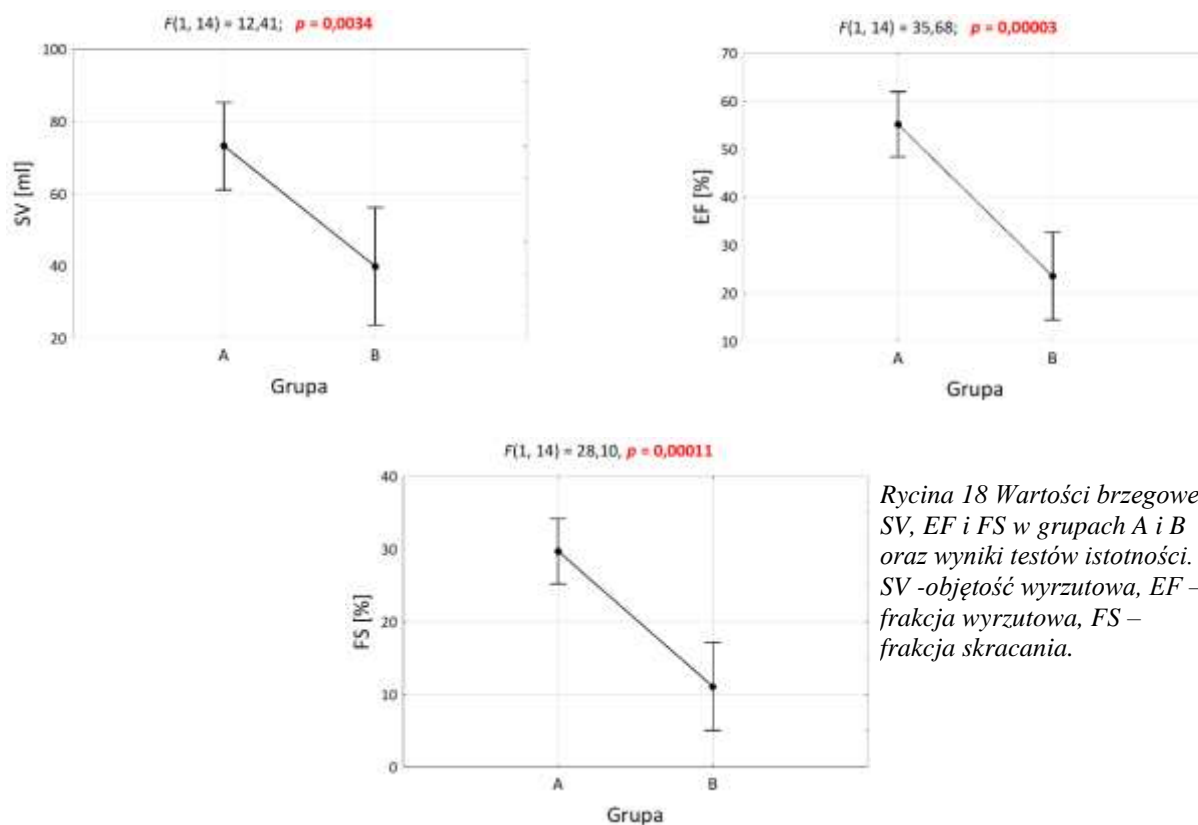 F(1, 14) = 12,41; p = 0,0034
100
80
60
40
20
SV [ml]
A B
Grupa
F(1, 14) = 35,68; p = 0,00003
70
60
50
40
30
20
10
EF [%]
A B
Grupa
F(1, 14) = 28,10, p = 0,00011
40
30
20
10
0
FS [%]
A B
Grupa
Rycina 18 Wartości brzegowe
SV, EF i FS w grupach A i B
oraz wyniki testów istotności.
SV -objętość wyrzutowa, EF –
frakcja wyrzutowa, FS –
frakcja skracania.